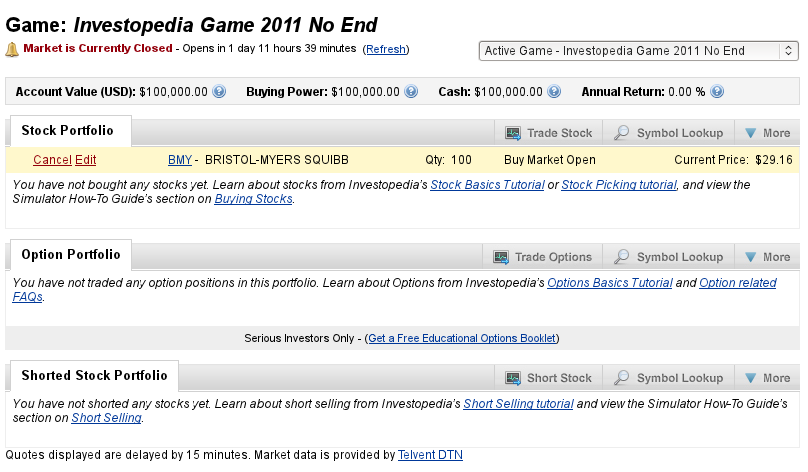 Game: Investopedia Game 2011 No End
Market is Currently Closed - Opens in 1 day 11 hours 39 minutes (Refresh)
Active Game - Investopedia Game 2011 No End
Account Value (USD): $100,000.00 Buying Power: $100,000.00 Cash: $100,000.00 Annual Return: 0.00 %
Stock Portfolio Trade Stock Symbol Lookup More
Cancel Edit BMY - BRISTOL-MYERS SQUIBB Qty: 100 Buy Market Open Current Price: $29.16
You have not bought any stocks yet. Learn about stocks from Investopedia's Stock Basics Tutorial or Stock Picking tutorial, and view the
Simulator How-To Guide's section on Buying Stocks.
Option Portfolio Trade Options Symbol Lookup More
You have not traded any option positions in this portfolio. Learn about Options from Investopedia's Options Basics Tutorial and Option related
FAQs.
Serious Investors Only - (Get a Free Educational Options Booklet)
Shorted Stock Portfolio Short Stock Symbol Lookup More
You have not shorted any stocks yet. Learn about short selling from Investopedia's Short Selling tutorial and view the Simulator How-To Guide's
section on Short Selling.
Quotes displayed are delayed by 15 minutes. Market data is provided by Telvent DTN